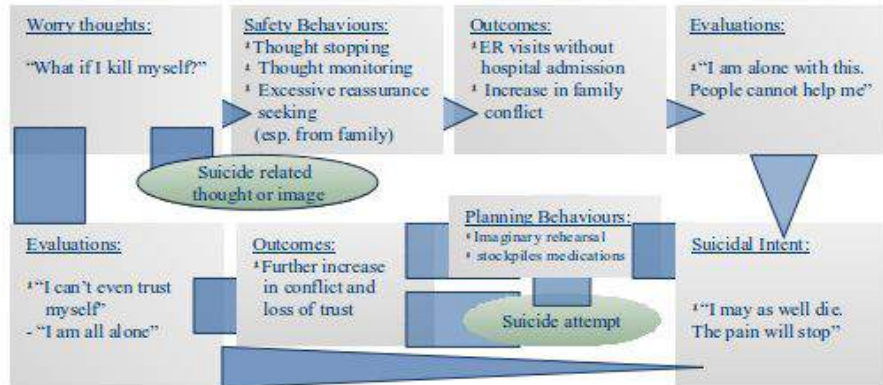 Worry thoughts:
“What if I kill myself?”
Safety Behaviours:
Thought stopping
Thought monitoring
Excessive reassurance
seeking
(esp. from family)
Outcomes:
ER visits without
hospital admission
Increase in family
conflict
Evaluations:
“I am alone with this.
People cannot help me”
Suicide related
thought or image
Evaluations:
“I can’t even trust
myself”
- “I am all alone”
Outcomes:
Further increase
in conflict and
loss of trust
Planning Behaviours:
Imaginary rehearsal
stockpiles medications
Suicide attempt
Suicidal Intent:
“I may as well die.
The pain will stop”